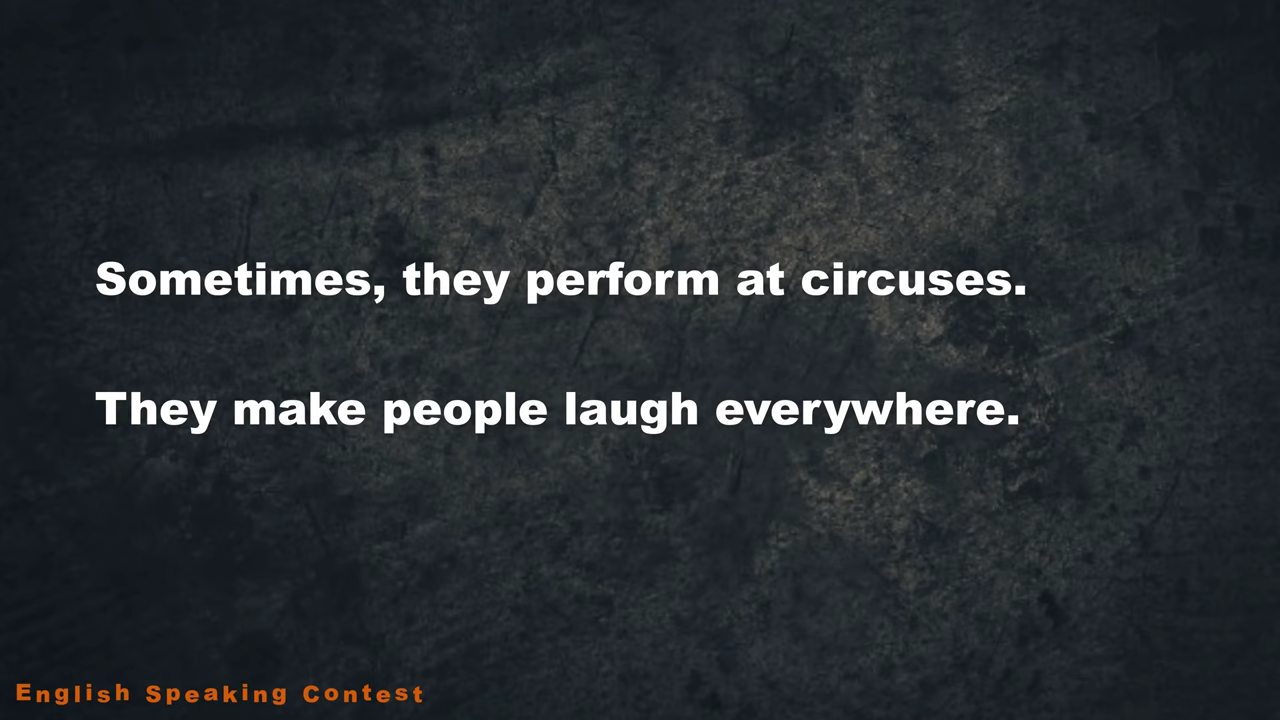 Sometimes, they perform at circuses.
They make people laugh everywhere.
English Speaking Contest